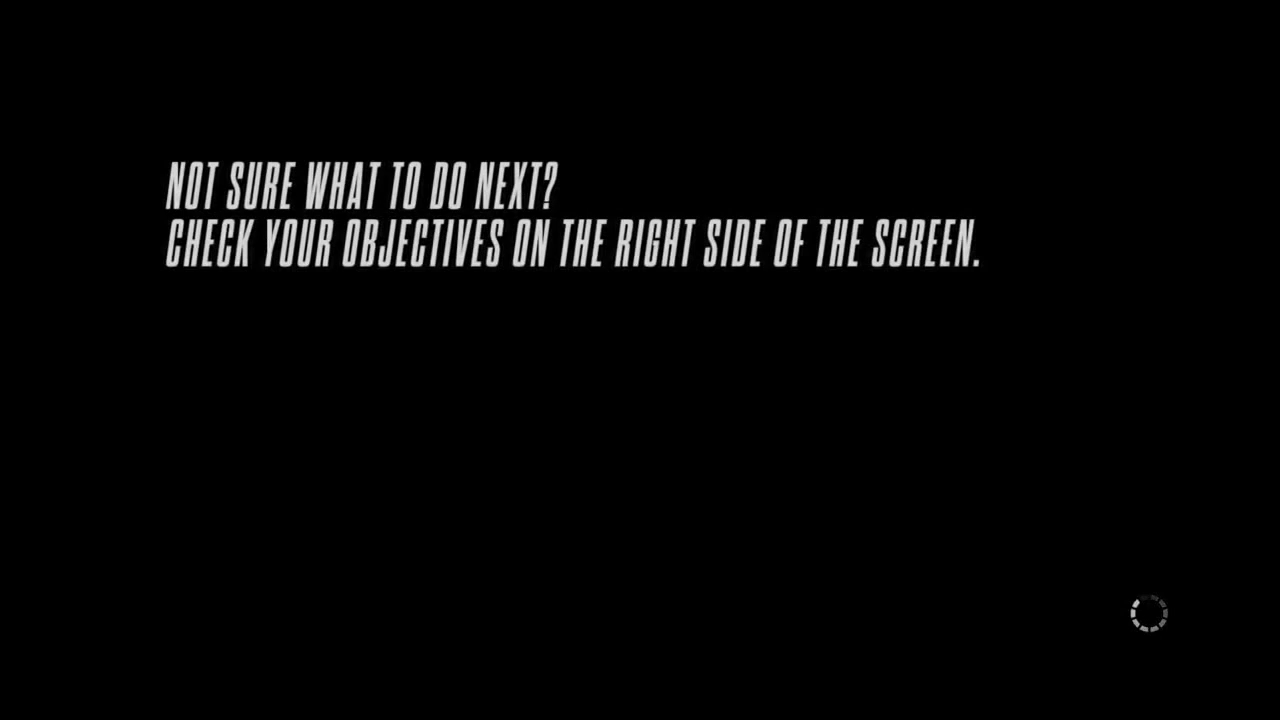 NOT SURE WHAT TO DO NEXT?
CHECK YOUR OBJECTIVES ON THE RIGHT SIDE OF THE SCREEN.